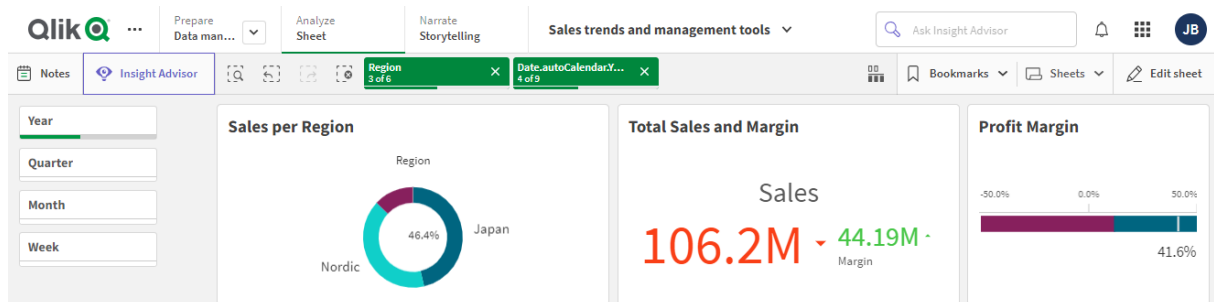 Qlik
Prepare
Data man...
Analyze
Sheet
Narrate
Storytelling
Sales trends and management tools
Ask Insight Advisor
JB
Notes
Insight Advisor
Region
3 of 6
Date.autoCalendar.Y...
4 of 9
Bookmarks
Sheets
Edit sheet
Year
Quarter
Month
Week
Sales per Region
Region
46.4%
Japan
Nordic
Total Sales and Margin
Sales
106.2M
44.19M
Margin
Profit Margin
-50.0% 0.0% 50.0%
41.6%